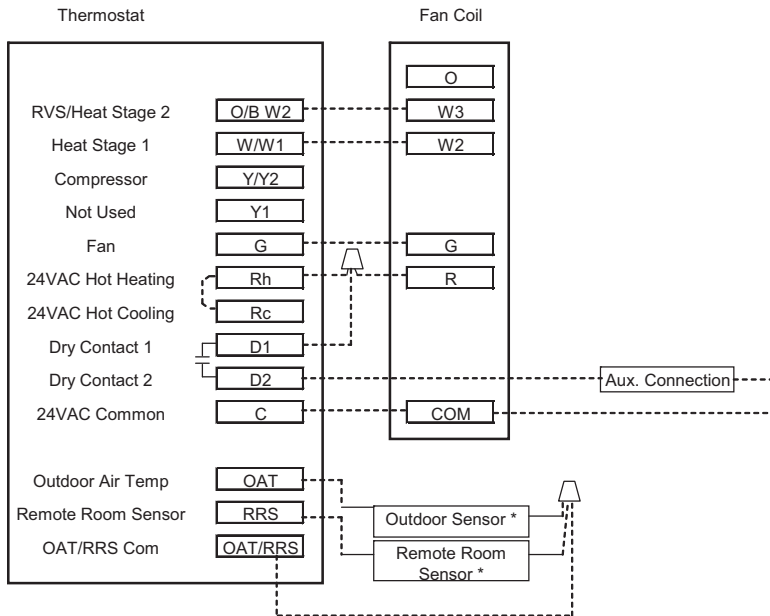 Thermostat Fan Coil
O
RVS/Heat Stage 2 O/B W2 W3
Heat Stage 1 W/W1 W2
Compressor Y/Y2
Not Used Y1
Fan G G
24VAC Hot Heating Rh R
24VAC Hot Cooling Rc
Dry Contact 1 D1
Dry Contact 2 D2 Aux. Connection
24VAC Common C COM
Outdoor Air Temp OAT
Remote Room Sensor RRS Outdoor Sensor *
OAT/RRS Com OAT/RRS Remote Room
Sensor *